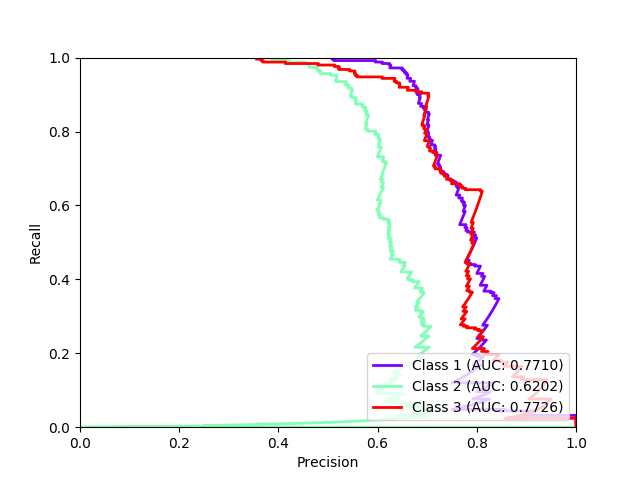 1.0
0.8
0.6
0.4
0.2
0.0
Recall
Class 1 (AUC: 0.7710)
Class 2 (AUC: 0.6202)
Class 3 (AUC: 0.7726)
0.0 0.2 0.4 0.6 0.8 1.0
Precision